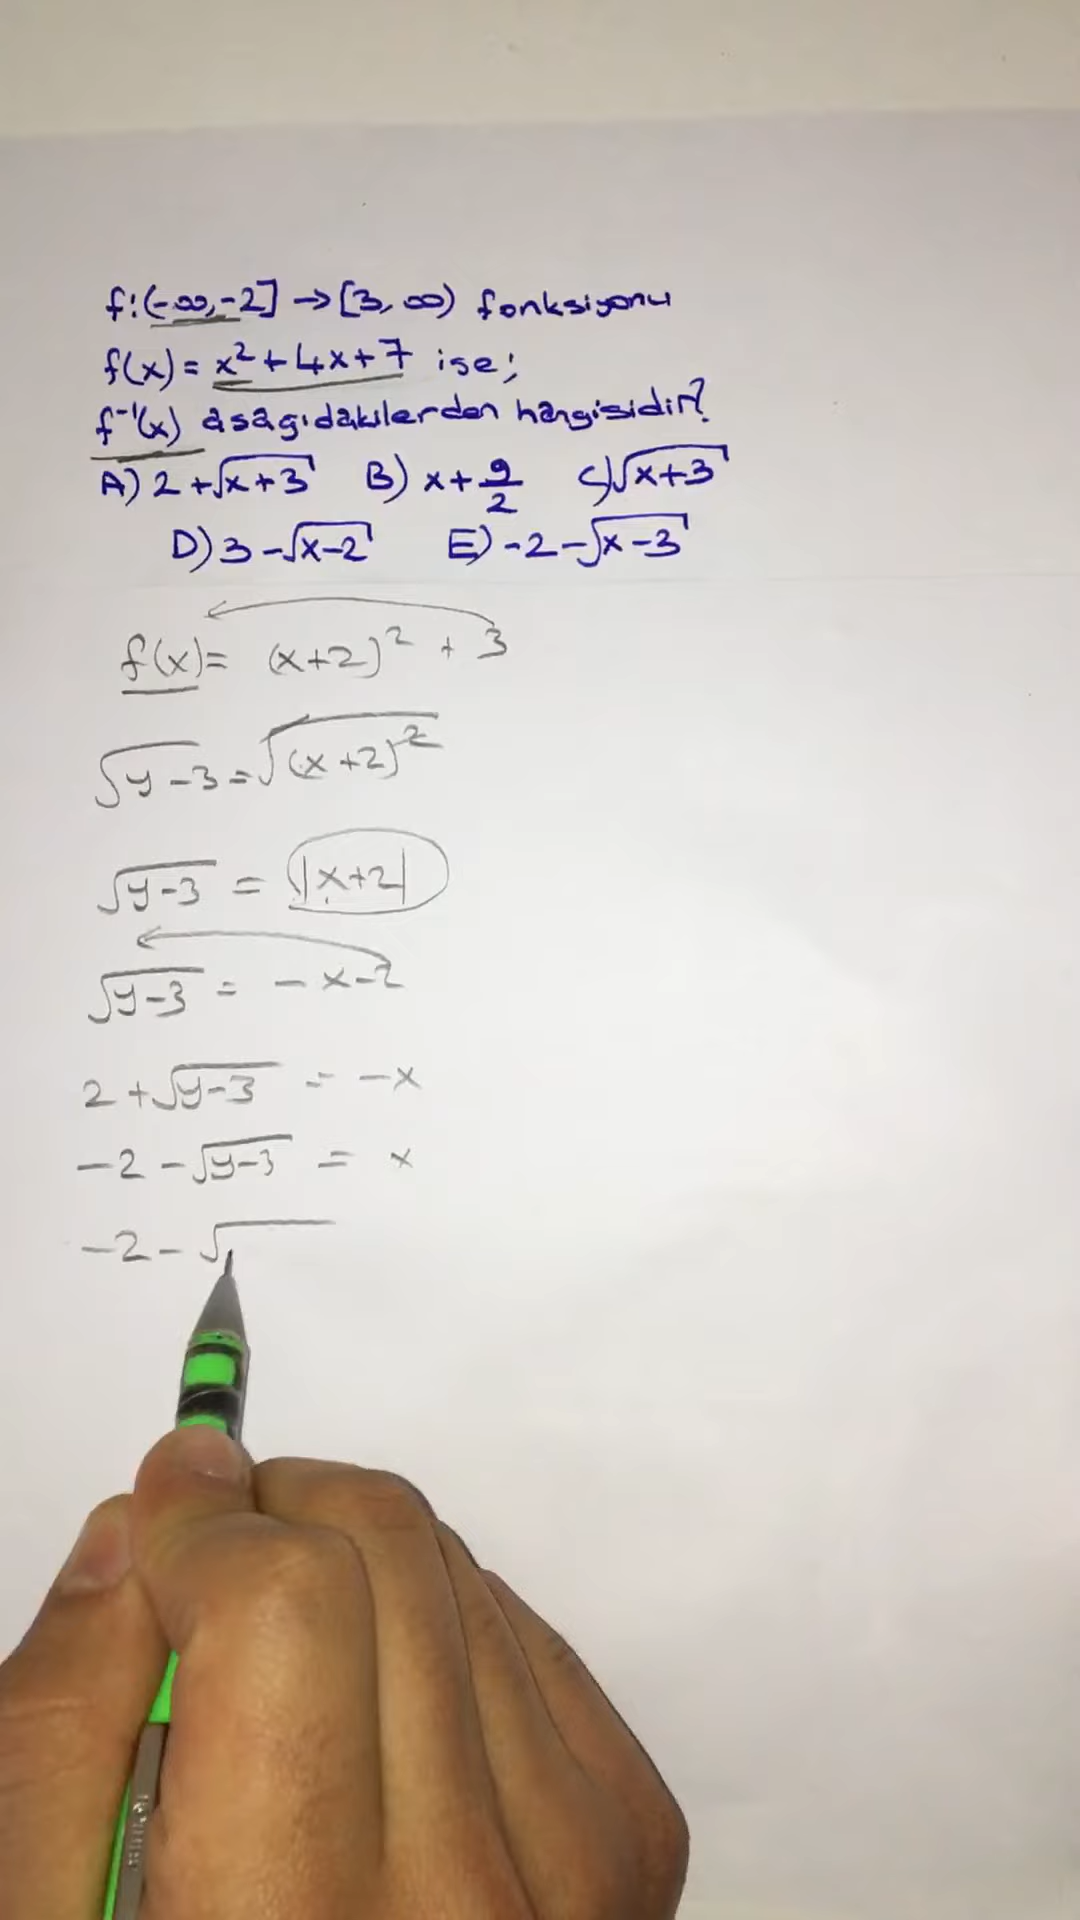 f:(-∞,-2] → [3, ∞) fonksiyonu
f(x) = x² + 4x + 7 ise;
f⁻¹(x) asagıdakilerden hangisidir?
A) 2 + √(x+3) B) x + 9/2 C) √(x+3)
D) 3 - √(x-2) E) -2 - √(x-3)
f(x) = (x+2)² + 3
√(y-3) = √((x+2)²)
√(y-3) = |x+2|
√(y-3) = -x-2
2 + √(y-3) = -x
-2 - √(y-3) = x
-2 - √